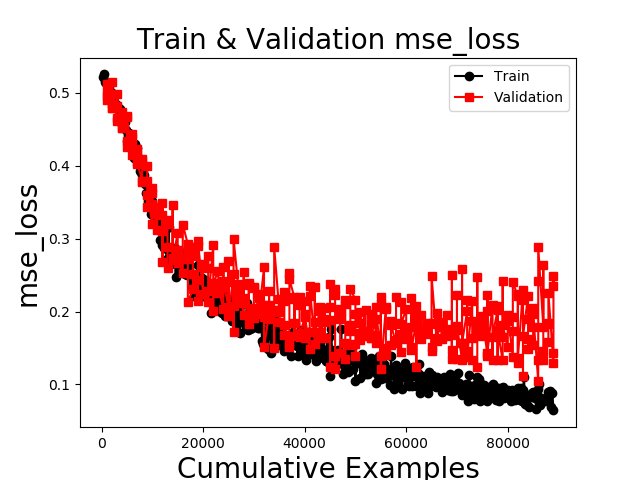 Train & Validation mse_loss
Train
Validation
mse_loss
0.5
0.4
0.3
0.2
0.1
0 20000 40000 60000 80000
Cumulative Examples